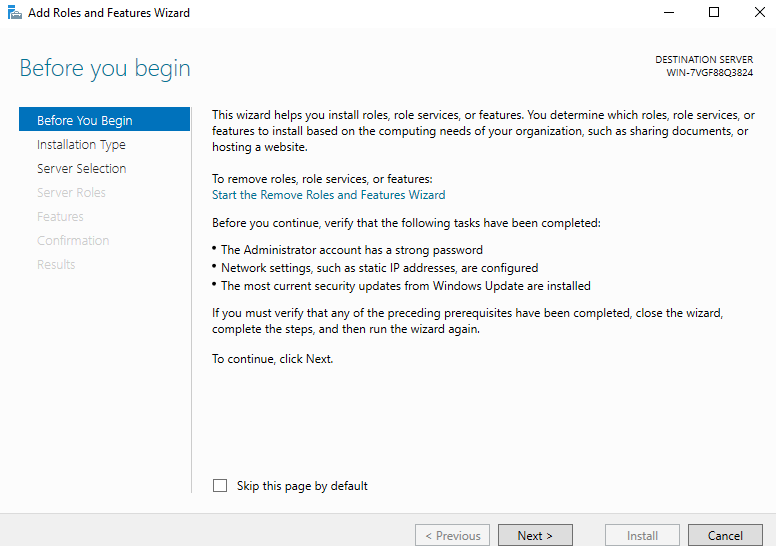 Add Roles and Features Wizard
Before you begin
DESTINATION SERVER
WIN-7VGF88Q3824
Before You Begin
Installation Type
Server Selection
Server Roles
Features
Confirmation
Results
This wizard helps you install roles, role services, or features. You determine which roles, role services, or
features to install based on the computing needs of your organization, such as sharing documents, or
hosting a website.
To remove roles, role services, or features:
Start the Remove Roles and Features Wizard
Before you continue, verify that the following tasks have been completed:
• The Administrator account has a strong password
• Network settings, such as static IP addresses, are configured
• The most current security updates from Windows Update are installed
If you must verify that any of the preceding prerequisites have been completed, close the wizard,
complete the steps, and then run the wizard again.
To continue, click Next.
Skip this page by default
< Previous
Next >
Install
Cancel